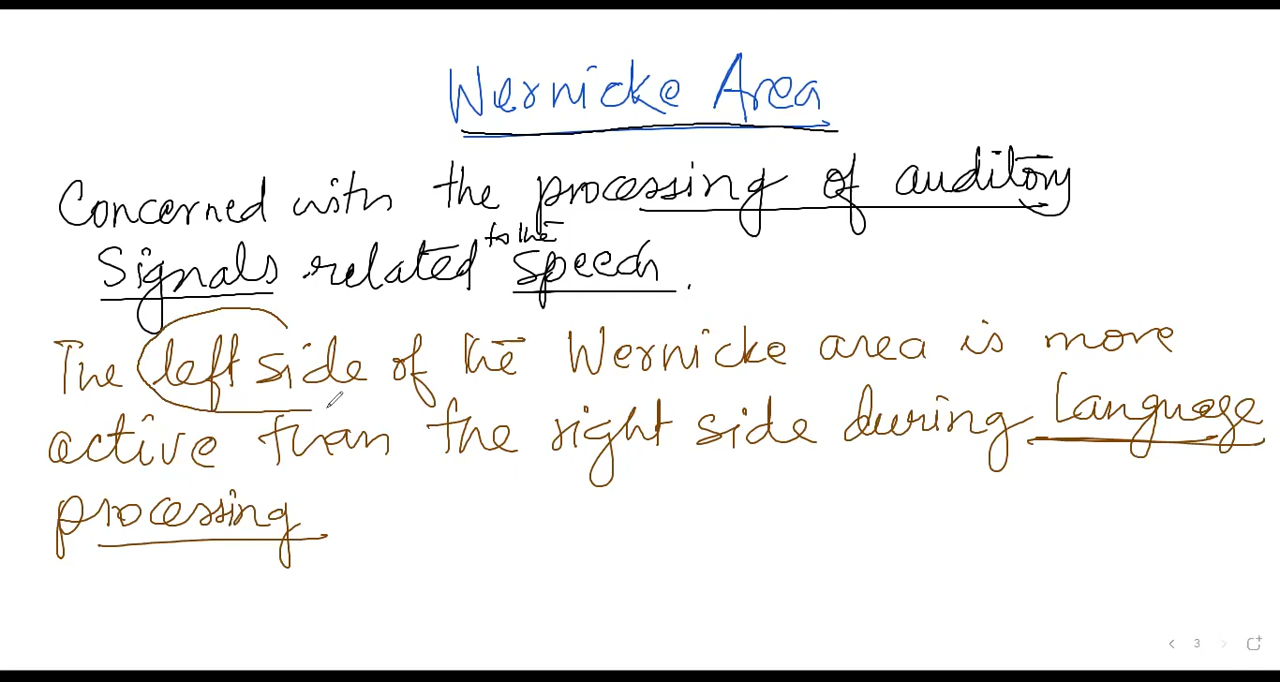 Wernicke Area
Concerned with the processing of auditory
Signals related to the speech.
The left side of the Wernicke area is more
active than the right side during language
processing
3